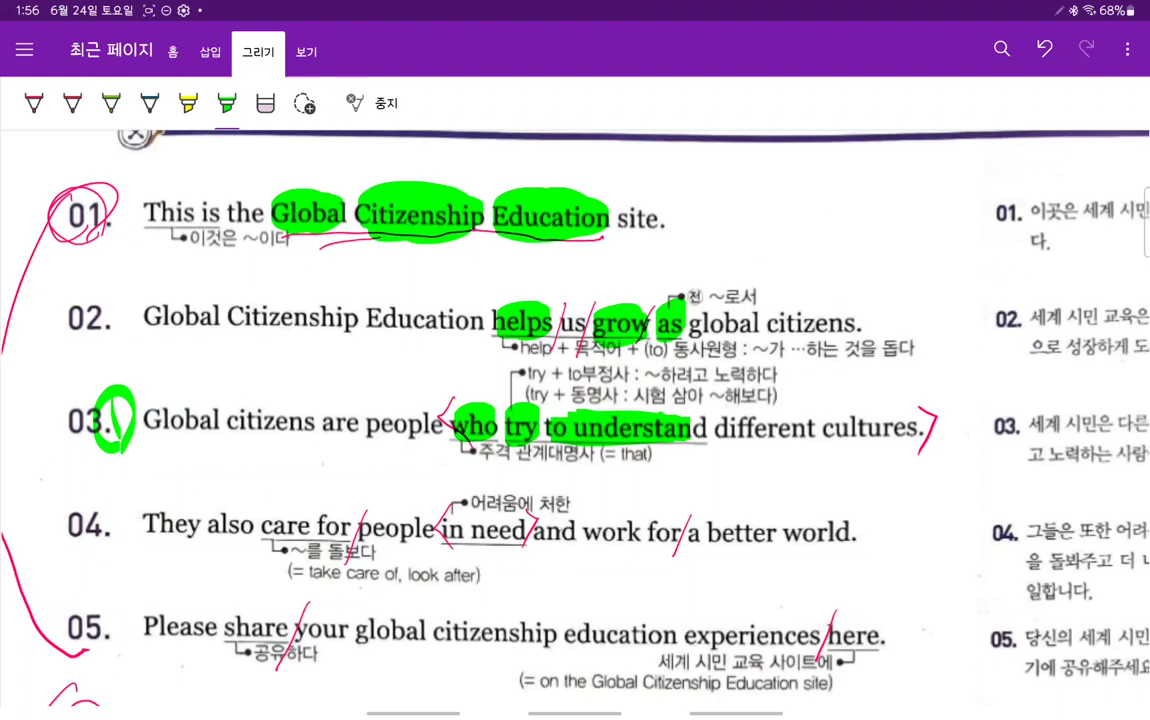 1:56 6월 24일 토요일 68%
최근 페이지 홈 삽입 그리기 보기
중지
01. This is the Global Citizenship Education site.
이것은 ~이다
01. 이곳은 세계 시민
다.
전 ~로서
02. Global Citizenship Education helps us grow as global citizens.
help + 목적어 + (to) 동사원형 : ~가 …하는 것을 돕다
02. 세계 시민 교육은
으로 성장하게 도
try + to부정사 : ~하려고 노력하다
(try + 동명사 : 시험 삼아 ~해보다)
03. Global citizens are people who try to understand different cultures.
주격 관계대명사 (= that)
03. 세계 시민은 다른
고 노력하는 사람
어려움에 처한
04. They also care for people in need and work for a better world.
~를 돌보다
(= take care of, look after)
04. 그들은 또한 어려
을 돌봐주고 더 나
일합니다.
05. Please share your global citizenship education experiences here.
공유하다
세계 시민 교육 사이트에
(= on the Global Citizenship Education site)
05. 당신의 세계 시민
기에 공유해주세요